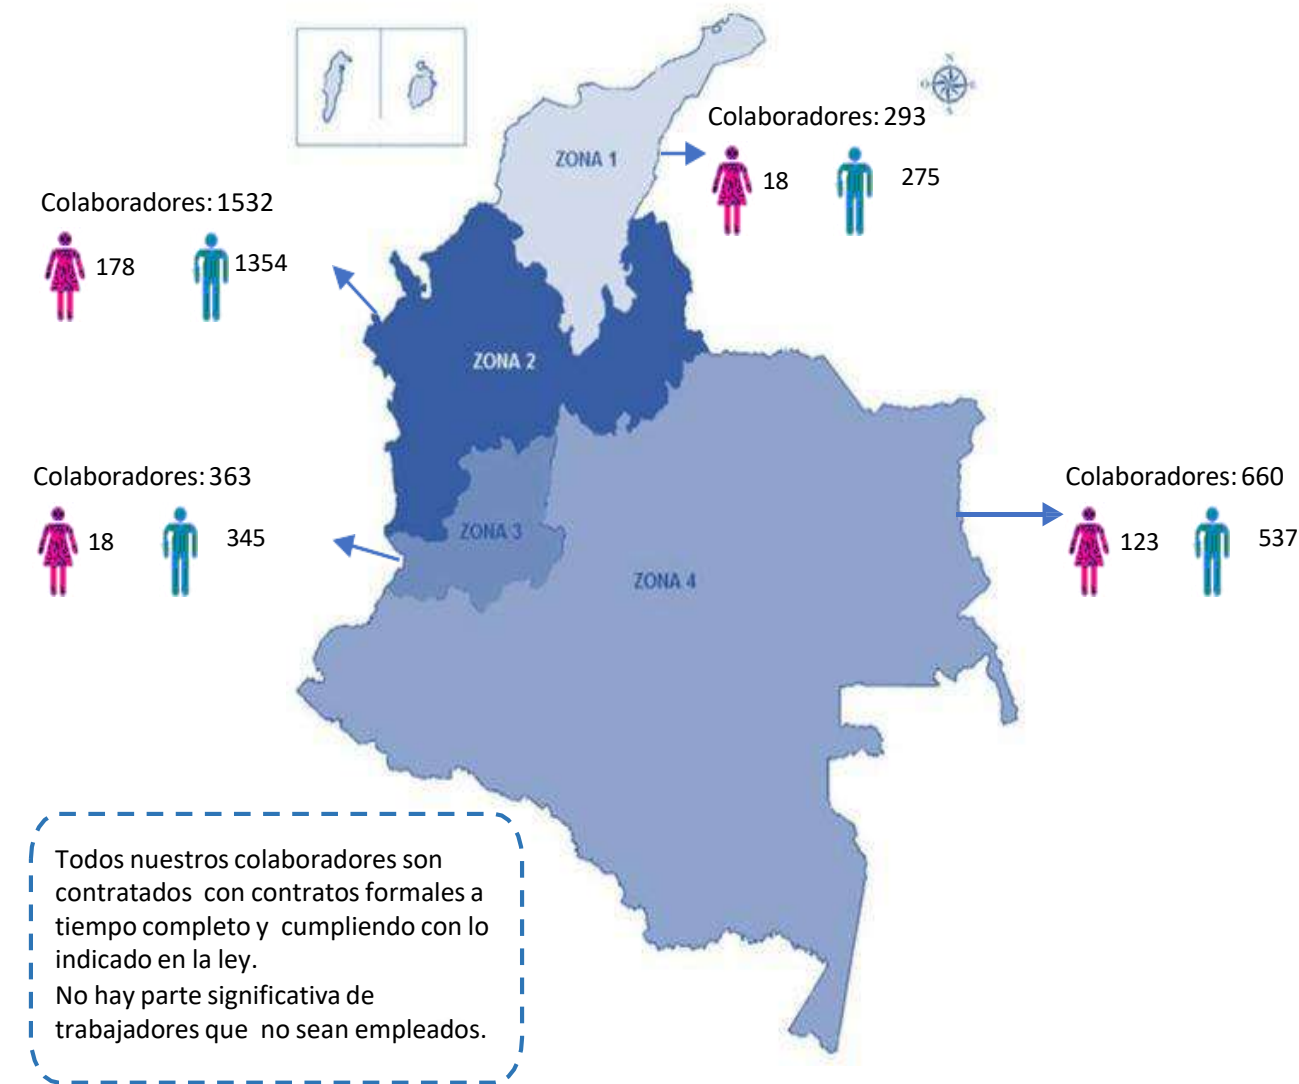 N
O E
S
Colaboradores: 293
ZONA 1
18
275
Colaboradores: 1532
178
1354
ZONA 2
Colaboradores: 363
18
345
ZONA 3
Colaboradores: 660
123
537
ZONA 4
Todos nuestros colaboradores son
contratados con contratos formales a
tiempo completo y cumpliendo con lo
indicado en la ley.
No hay parte significativa de
trabajadores que no sean empleados.